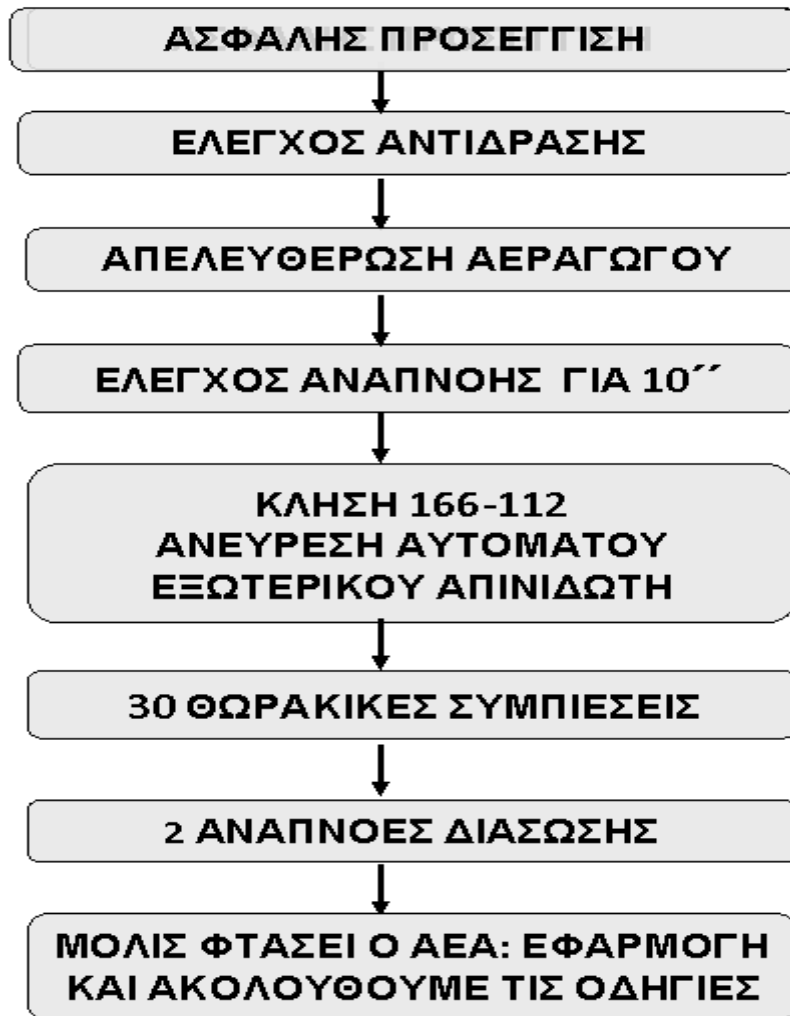 ΑΣΦΑΛΗΣ ΠΡΟΣΕΓΓΙΣΗ
ΕΛΕΓΧΟΣ ΑΝΤΙΔΡΑΣΗΣ
ΑΠΕΛΕΥΘΕΡΩΣΗ ΑΕΡΑΓΩΓΟΥ
ΕΛΕΓΧΟΣ ΑΝΑΠΝΟΗΣ ΓΙΑ 10΄΄
ΚΛΗΣΗ 166-112
ΑΝΕΥΡΕΣΗ ΑΥΤΟΜΑΤΟΥ
ΕΞΩΤΕΡΙΚΟΥ ΑΠΙΝΙΔΩΤΗ
30 ΘΩΡΑΚΙΚΕΣ ΣΥΜΠΙΕΣΕΙΣ
2 ΑΝΑΠΝΟΕΣ ΔΙΑΣΩΣΗΣ
ΜΟΛΙΣ ΦΤΑΣΕΙ Ο ΑΕΑ: ΕΦΑΡΜΟΓΗ
ΚΑΙ ΑΚΟΛΟΥΘΟΥΜΕ ΤΙΣ ΟΔΗΓΙΕΣ